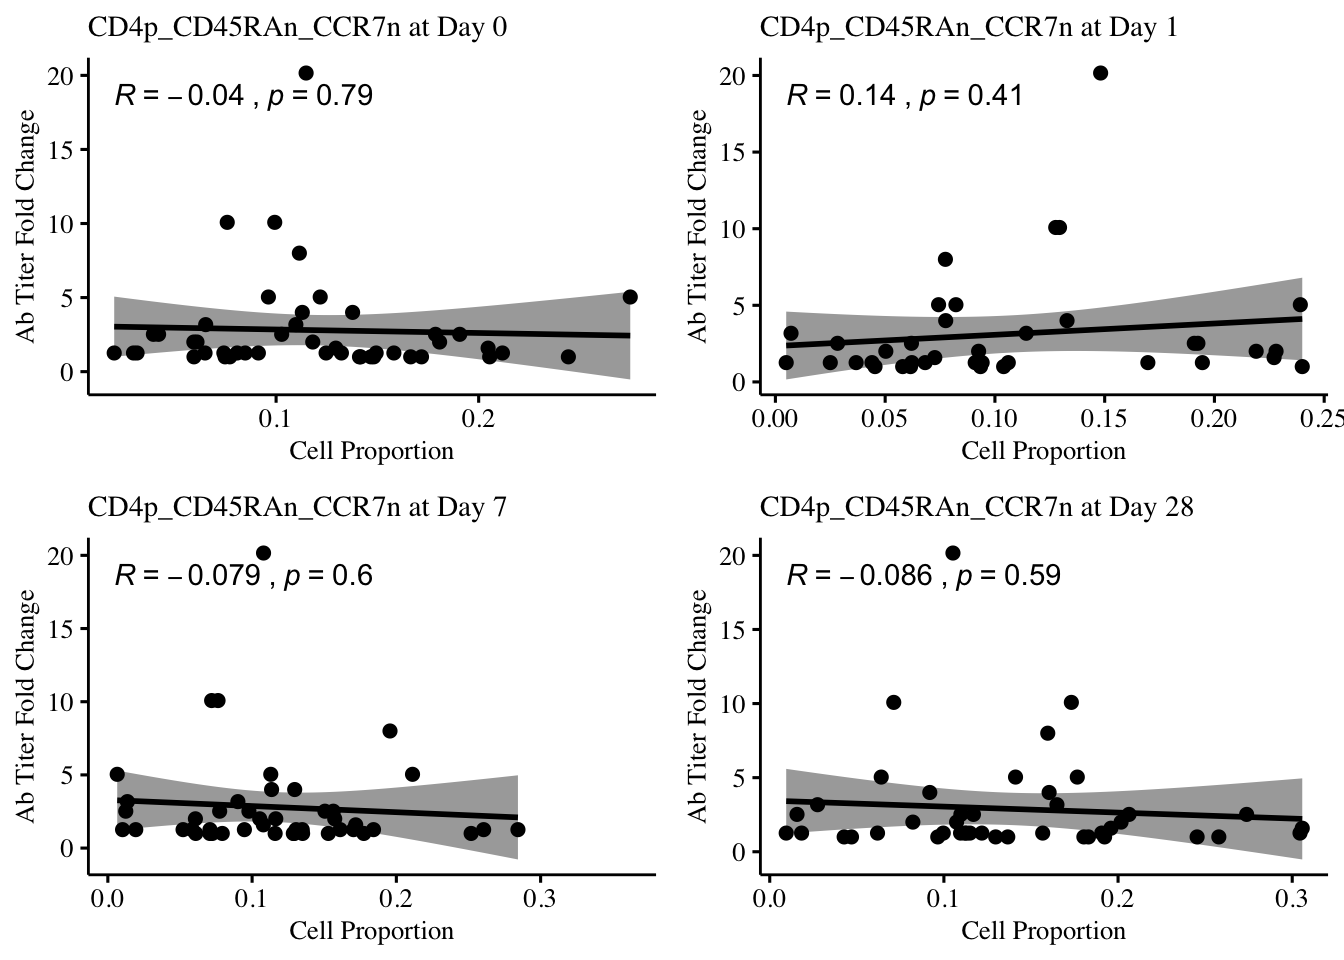 CD4p_CD45RAn_CCR7n at Day 0
R = −0.04 , p = 0.79
Ab Titer Fold Change
20
15
10
5
0
0.1 0.2
Cell Proportion
CD4p_CD45RAn_CCR7n at Day 1
R = 0.14 , p = 0.41
Ab Titer Fold Change
20
15
10
5
0
0.00 0.05 0.10 0.15 0.20 0.25
Cell Proportion
CD4p_CD45RAn_CCR7n at Day 7
R = −0.079 , p = 0.6
Ab Titer Fold Change
20
15
10
5
0
0.0 0.1 0.2 0.3
Cell Proportion
CD4p_CD45RAn_CCR7n at Day 28
R = −0.086 , p = 0.59
Ab Titer Fold Change
20
15
10
5
0
0.0 0.1 0.2 0.3
Cell Proportion